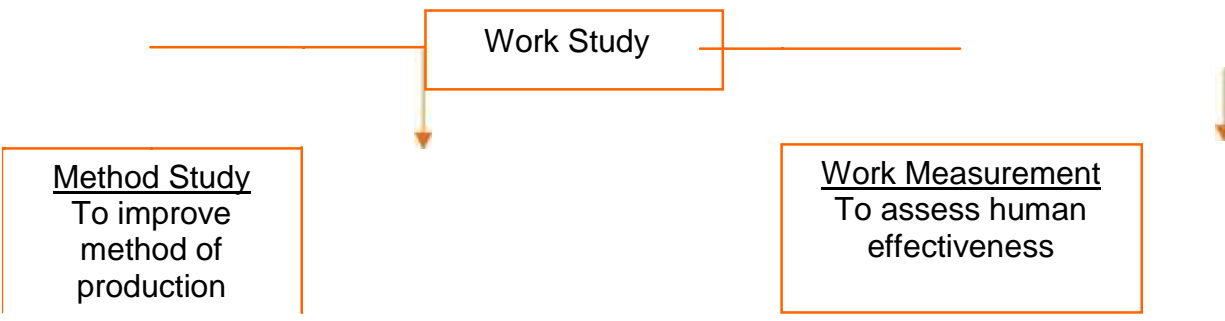 Work Study
Method Study
To improve
method of
production
Work Measurement
To assess human
effectiveness